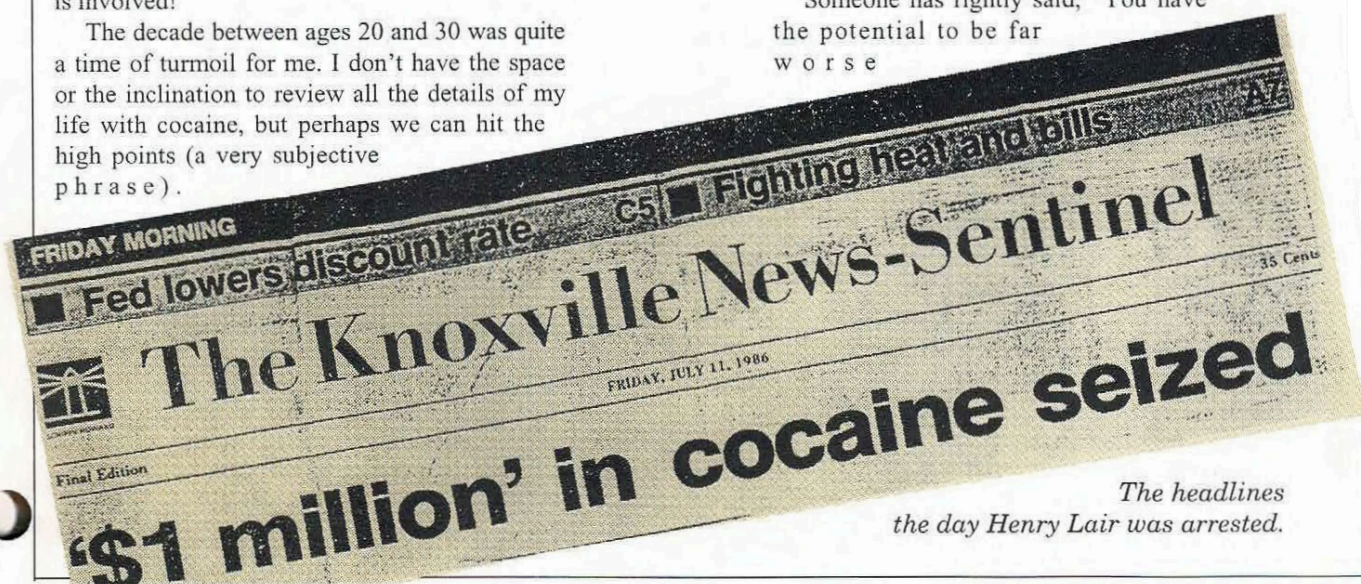 is involved!
The decade between ages 20 and 30 was quite
a time of turmoil for me. I don't have the space
or the inclination to review all the details of my
life with cocaine, but perhaps we can hit the
high points (a very subjective
phrase).
Someone has rightly said, "You have
the potential to be far
worse
FRIDAY MORNING
Fed lowers discount rate C5 Fighting heat and bills A7
The Knoxville News-Sentinel
SCRIPPS HOWARD
35 Cents
FRIDAY, JULY 11, 1986
Final Edition
'$1 million' in cocaine seized
The headlines
the day Henry Lair was arrested.